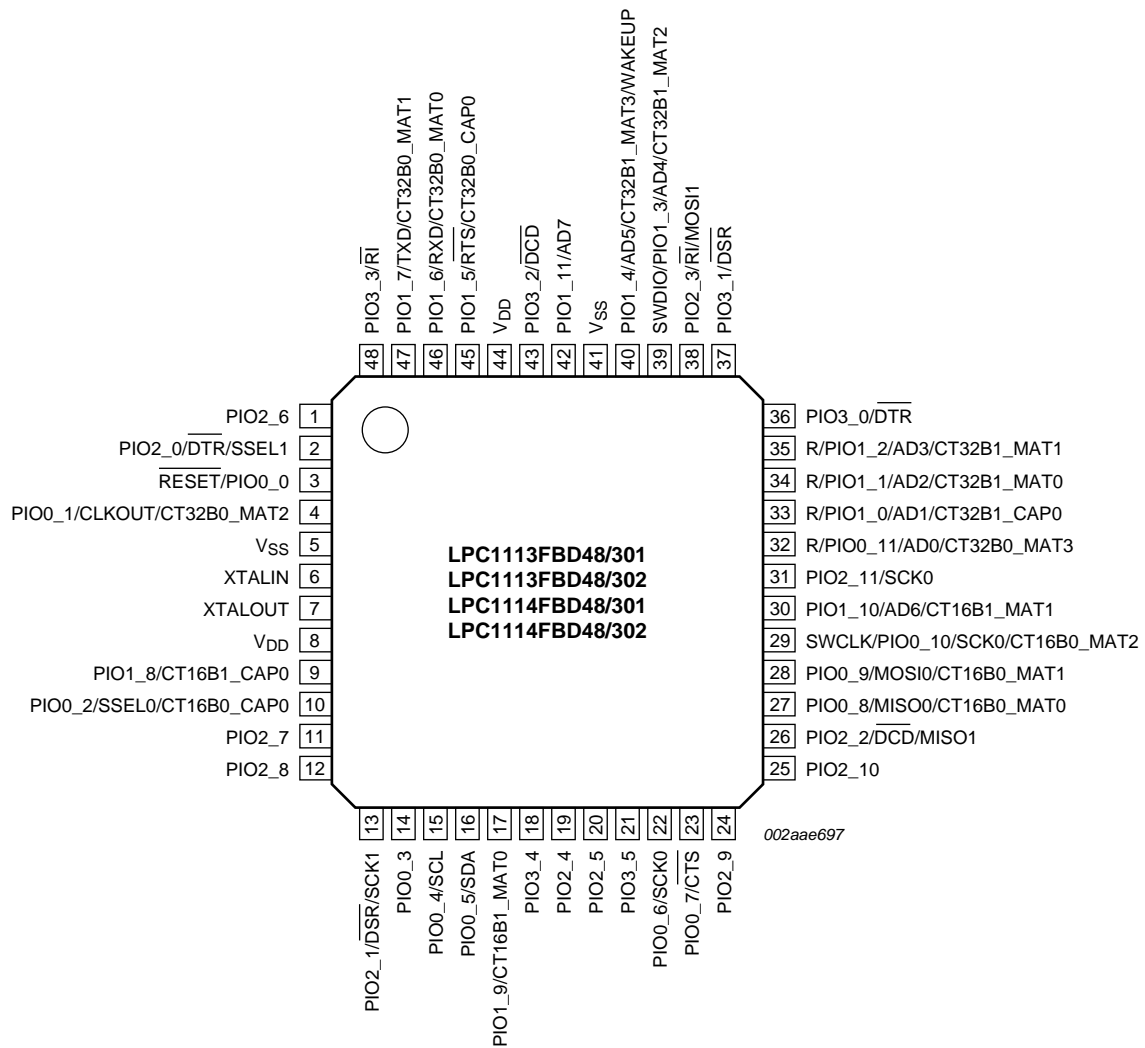 PIO3_3/RI
PIO1_7/TXD/CT32B0_MAT1
PIO1_6/RXD/CT32B0_MAT0
PIO1_5/RTS/CT32B0_CAP0
VDD
PIO3_2/DCD
PIO1_11/AD7
VSS
PIO1_4/AD5/CT32B1_MAT3/WAKEUP
SWDIO/PIO1_3/AD4/CT32B1_MAT2
PIO2_3/RI/MOSI1
PIO3_1/DSR
48 47 46 45 44 43 42 41 40 39 38 37
PIO2_6 1
PIO2_0/DTR/SSEL1 2
RESET/PIO0_0 3
PIO0_1/CLKOUT/CT32B0_MAT2 4
VSS 5
XTALIN 6
XTALOUT 7
VDD 8
PIO1_8/CT16B1_CAP0 9
PIO0_2/SSEL0/CT16B0_CAP0 10
PIO2_7 11
PIO2_8 12
LPC1113FBD48/301
LPC1113FBD48/302
LPC1114FBD48/301
LPC1114FBD48/302
36 PIO3_0/DTR
35 R/PIO1_2/AD3/CT32B1_MAT1
34 R/PIO1_1/AD2/CT32B1_MAT0
33 R/PIO1_0/AD1/CT32B1_CAP0
32 R/PIO0_11/AD0/CT32B0_MAT3
31 PIO2_11/SCK0
30 PIO1_10/AD6/CT16B1_MAT1
29 SWCLK/PIO0_10/SCK0/CT16B0_MAT2
28 PIO0_9/MOSI0/CT16B0_MAT1
27 PIO0_8/MISO0/CT16B0_MAT0
26 PIO2_2/DCD/MISO1
25 PIO2_10
13 14 15 16 17 18 19 20 21 22 23 24
PIO2_1/DSR/SCK1
PIO0_3
PIO0_4/SCL
PIO0_5/SDA
PIO1_9/CT16B1_MAT0
PIO3_4
PIO2_4
PIO2_5
PIO3_5
PIO0_6/SCK0
PIO0_7/CTS
PIO2_9
002aae697